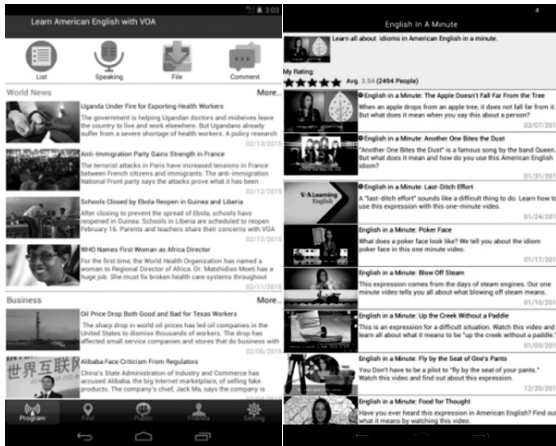 3:03
Learn American English with VOA
List
Speaking
File
Comment
World News
More..
Uganda Under Fire for Exporting Health Workers
The government is helping Ugandan doctors and midwives leave
the country to live and work elsewhere. But Ugandans already
suffer from a severe shortage of health workers. A policy research
02/13/2015
Anti-Immigration Party Gains Strength in France
The terrorist attacks in Paris have increased tensions in France
between French citizens and immigrants. The anti-immigration
National Front party says the attacks prove what it has been
02/12/2015
Schools Closed by Ebola Reopen in Guinea and Liberia
After closing to prevent the spread of Ebola, schools have
reopened in Guinea. Schools in Liberia are scheduled to reopen
February 16. Parents and teachers share their concerns with VOA
02/12/2015
WHO Names First Woman as Africa Director
For the first time, the World Health Organization has named a
woman to Regional Director of Africa. Dr. Matshidiso Moeti has a
huge job. She must fix broken health care systems throughout
02/11/2015
Business
More..
Oil Price Drop Both Good and Bad for Texas Workers
The sharp drop in world oil prices has led oil companies in the
United States to dismiss thousands of workers. The drop has
affected small service companies and stores that do business with
02/05/2015
世界互联
Alibaba Face Criticism From Regulators
China's State Administration of Industry and Commerce has
accused Alibaba, the big Internet marketplace, of selling fake
products. The company's chief, Jack Ma, says the company is
Program
Find
Public
Friends
Setting
English In A Minute
Learn all about idioms in American English in a minute.
My Rating:
Avg. 3.54 (2494 People)
English in a Minute: The Apple Doesn't Fall Far From the Tree
When an apple drops from an apple tree, it does not fall far from it.
But what does it mean when you say this about a person?
02/07/201
English in a Minute: Another One Bites the Dust
"Another One Bites the Dust" is a famous song by the band Queen.
But what does it mean and how do you use this American English
idiom?
01/31/201
VOA Learning
English
English in a Minute: Last-Ditch Effort
A "last-ditch effort" sounds like a difficult thing to do. Learn how to
use this expression with this one-minute video.
01/24/201
English in a Minute: Poker Face
What does a poker face look like? We tell you about the idiom
poker face in this one minute video.
01/17/201
English in a Minute: Blow Off Steam
This expression comes from the days of steam engines. Our one
minute video tells you all about what blowing off steam means.
01/10/201
English in a Minute: Up the Creek Without a Paddle
This is an expression for a difficult situation. Watch this video and
learn all about what it means to be "up the creek without a paddle."
01/03/201
English in a Minute: Fly by the Seat of One's Pants
You Don't have to be a pilot to "fly by the seat of your pants."
Watch this video and find out about this expression.
12/20/201
English in a Minute: Food for Thought
Have you ever heard this expression in American English? Find out
what it means by watching this video.